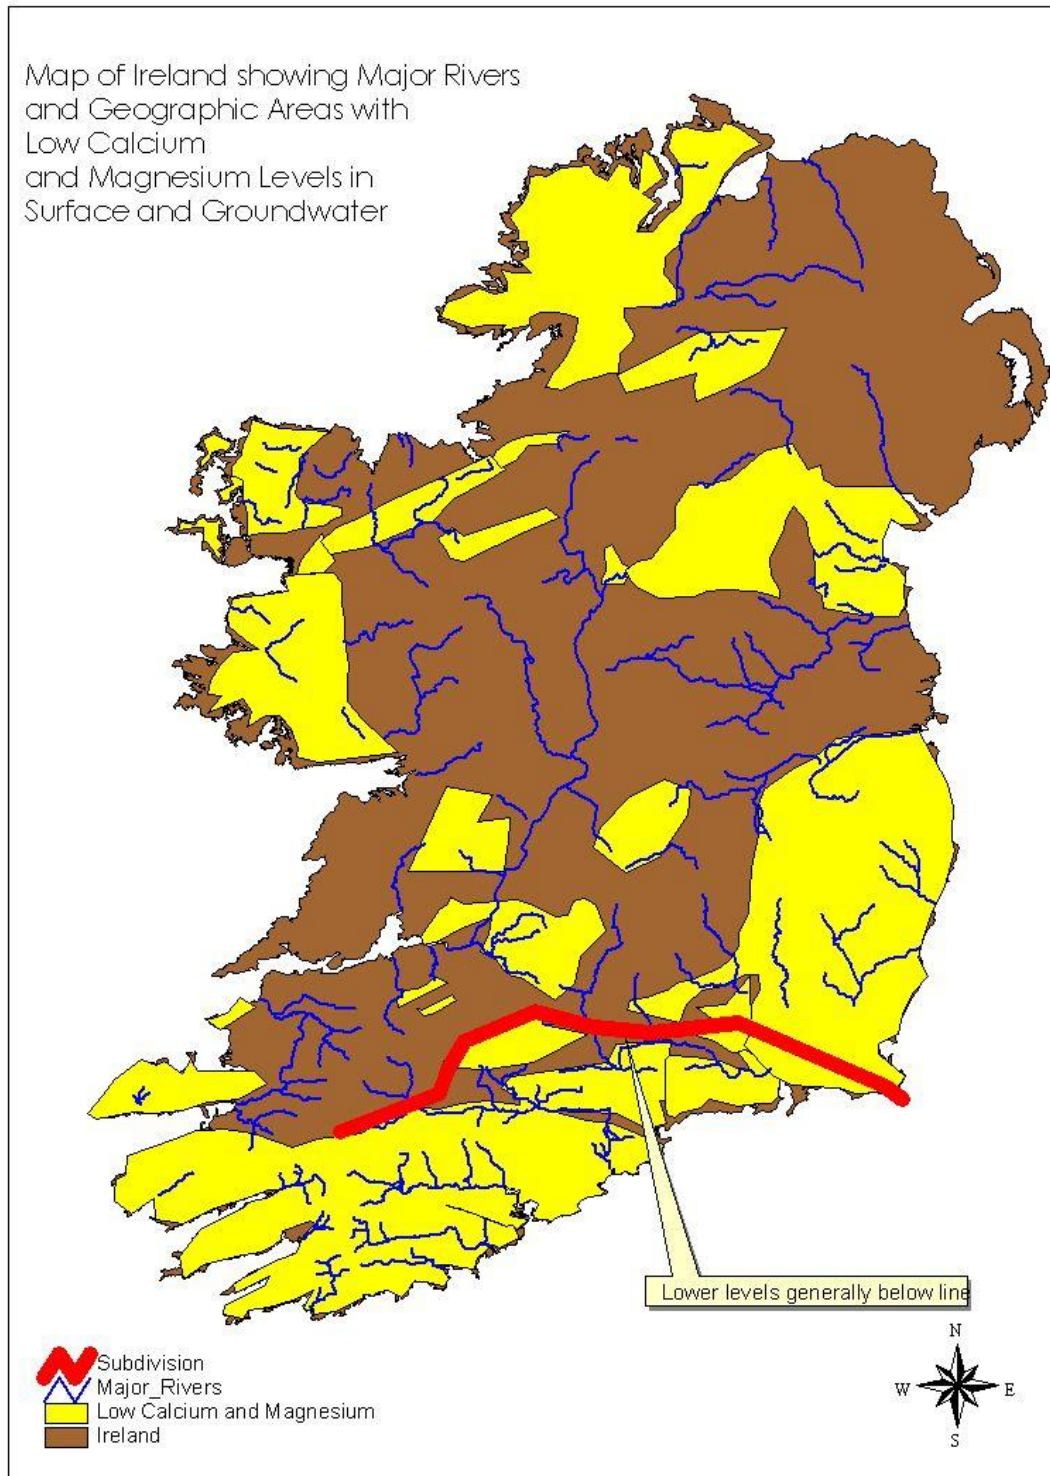 Map of Ireland showing Major Rivers
and Geographic Areas with
Low Calcium
and Magnesium Levels in
Surface and Groundwater
Lower levels generally below line
Subdivision
Major_Rivers
Low Calcium and Magnesium
Ireland
N
W E
S